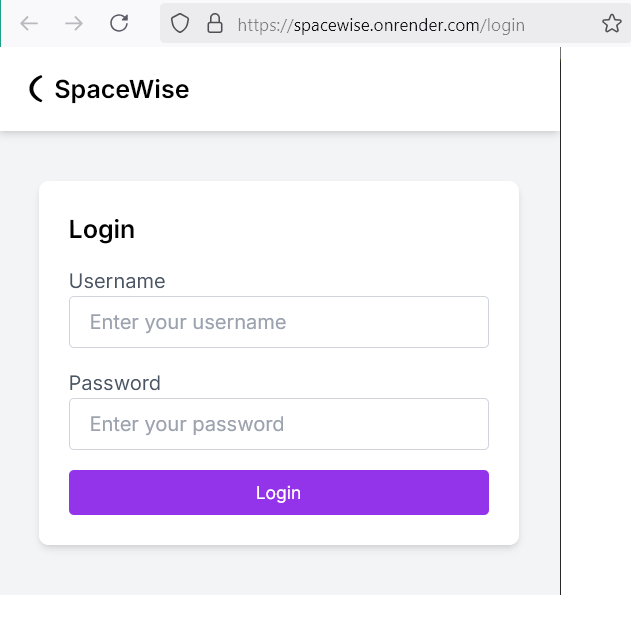 https://spacewise.onrender.com/login
SpaceWise
Login
Username
Enter your username
Password
Enter your password
Login